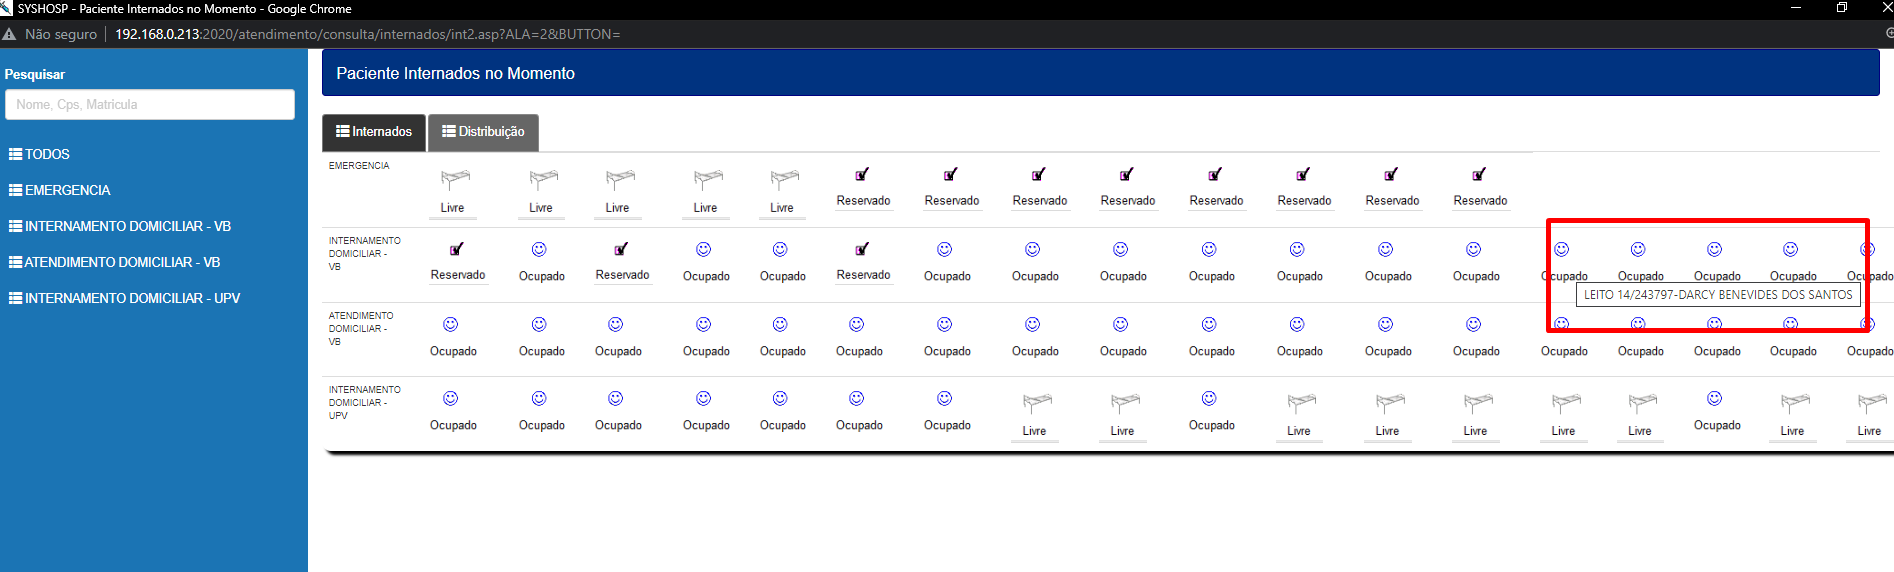 SYSHOSP - Paciente Internados no Momento - Google Chrome
Não seguro 192.168.0.213:2020/atendimento/consulta/internados/int2.asp?ALA=2&BUTTON=
Pesquisar
Nome, Cps, Matricula
TODOS
EMERGENCIA
INTERNAMENTO DOMICILIAR - VB
ATENDIMENTO DOMICILIAR - VB
INTERNAMENTO DOMICILIAR - UPV
Paciente Internados no Momento
Internados Distribuição
EMERGENCIA
Livre Livre Livre Livre Livre Reservado Reservado Reservado Reservado Reservado Reservado Reservado Reservado
INTERNAMENTO
DOMICILIAR -
VB
Reservado Ocupado Reservado Ocupado Ocupado Reservado Ocupado Ocupado Ocupado Ocupado Ocupado Ocupado Ocupado Ocupado Ocupado Ocupado Ocupado Ocupado
LEITO 14/243797-DARCY BENEVIDES DOS SANTOS
ATENDIMENTO
DOMICILIAR -
VB
Ocupado Ocupado Ocupado Ocupado Ocupado Ocupado Ocupado Ocupado Ocupado Ocupado Ocupado Ocupado Ocupado Ocupado Ocupado Ocupado Ocupado Ocupado
INTERNAMENTO
DOMICILIAR -
UPV
Ocupado Ocupado Ocupado Ocupado Ocupado Ocupado Ocupado Livre Livre Ocupado Livre Livre Livre Livre Livre Ocupado Livre Livre